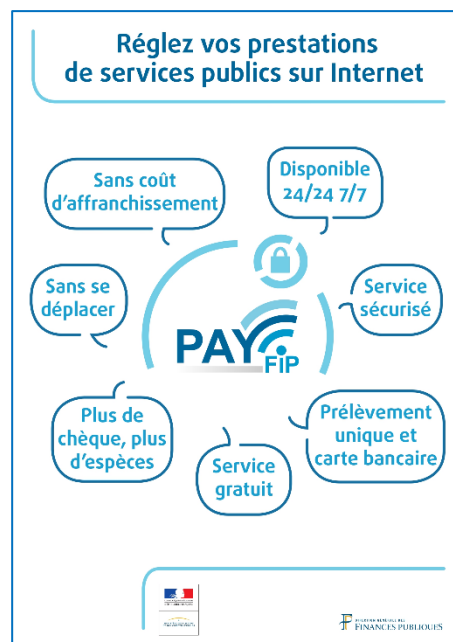 Réglez vos prestations
de services publics sur Internet
Sans coût
d'affranchissement
Disponible
24/24 7/7
Sans se
déplacer
Service
sécurisé
PAY
FiP
Plus de
chèque, plus
d'espèces
Service
gratuit
Prélèvement
unique et
carte bancaire
FINANCES PUBLIQUES